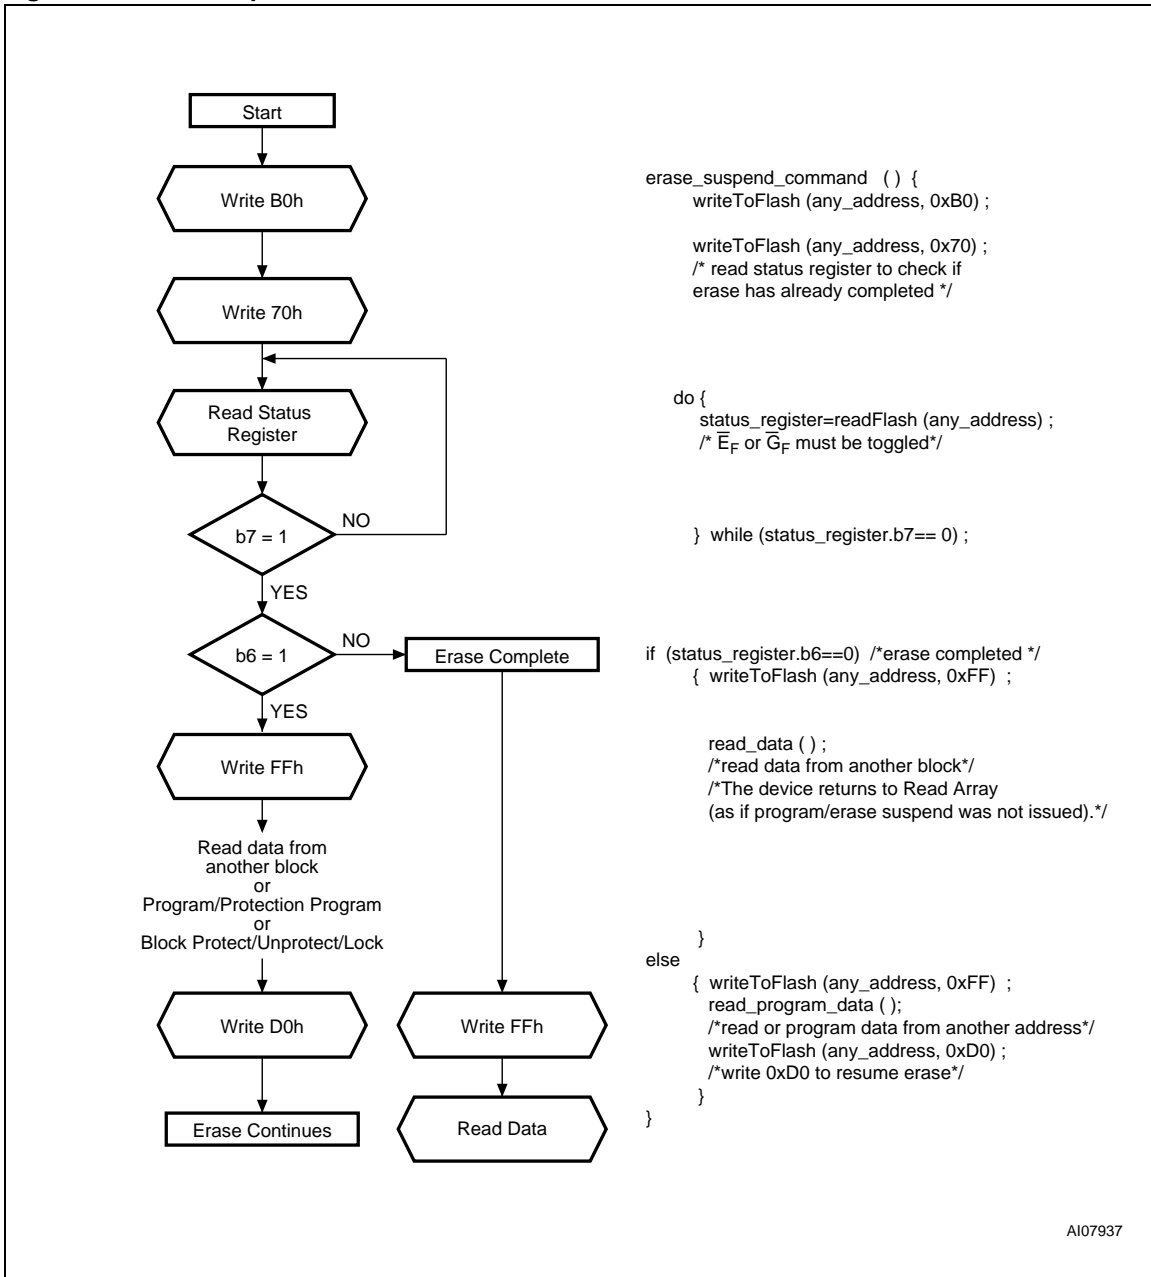 Start
Write B0h
Write 70h
Read Status
Register
b7 = 1
NO
YES
b6 = 1
NO
Erase Complete
YES
Write FFh
Read data from
another block
or
Program/Protection Program
or
Block Protect/Unprotect/Lock
Write D0h
Write FFh
Erase Continues
Read Data
erase_suspend_command ( ) {
writeToFlash (any_address, 0xB0) ;
writeToFlash (any_address, 0x70) ;
/* read status register to check if
erase has already completed */
do {
status_register=readFlash (any_address) ;
/* E̅F or G̅F must be toggled*/
} while (status_register.b7== 0) ;
if (status_register.b6==0) /*erase completed */
{ writeToFlash (any_address, 0xFF) ;
read_data ( ) ;
/*read data from another block*/
/*The device returns to Read Array
(as if program/erase suspend was not issued).*/
}
else
{ writeToFlash (any_address, 0xFF) ;
read_program_data ( );
/*read or program data from another address*/
writeToFlash (any_address, 0xD0) ;
/*write 0xD0 to resume erase*/
}
}
AI07937